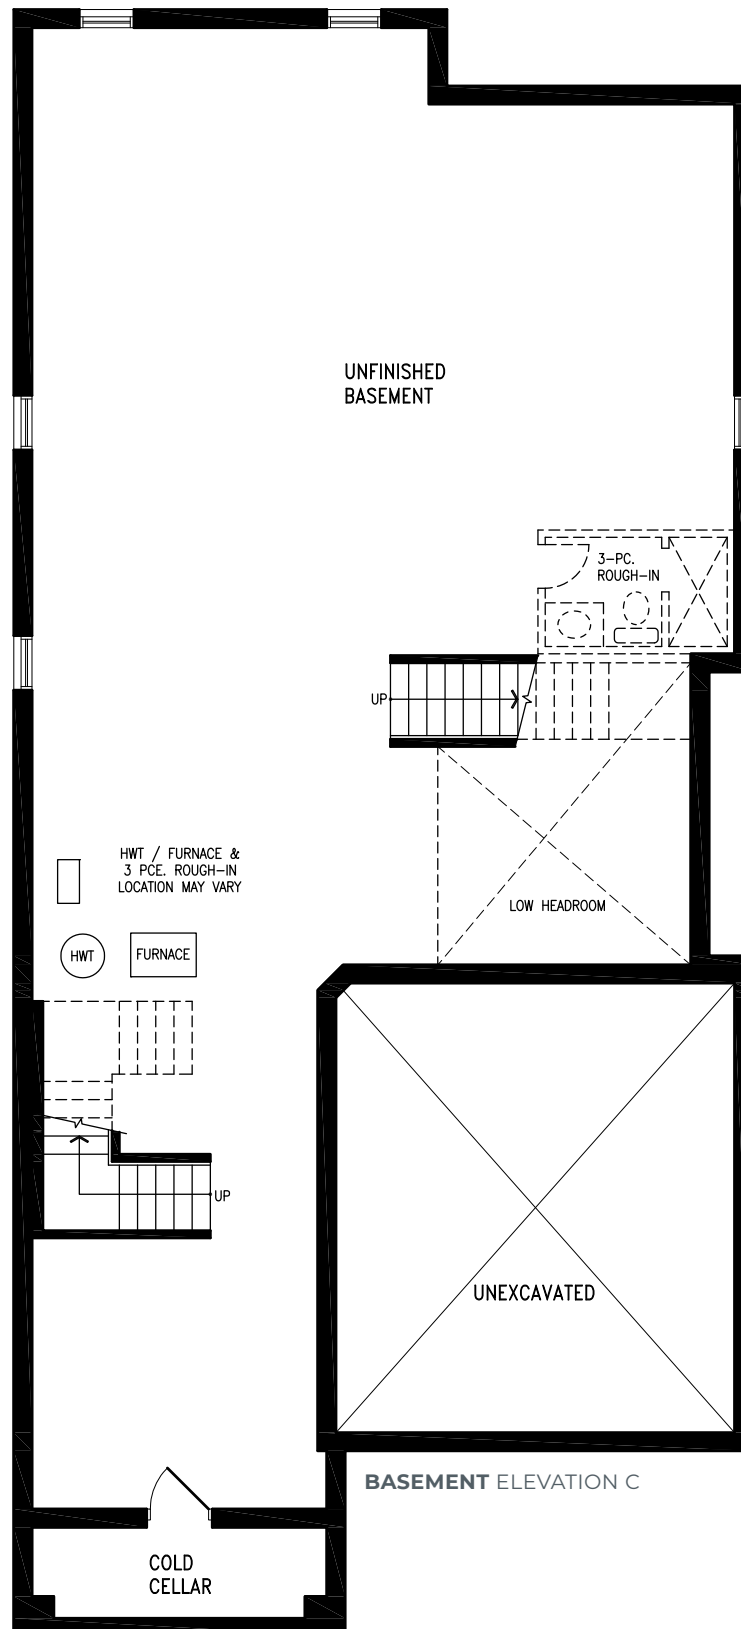 UNFINISHED
BASEMENT
3-PC.
ROUGH-IN
UP
HWT / FURNACE &
3 PCE. ROUGH-IN
LOCATION MAY VARY
LOW HEADROOM
HWT
FURNACE
UP
UNEXCAVATED
BASEMENT ELEVATION C
COLD
CELLAR